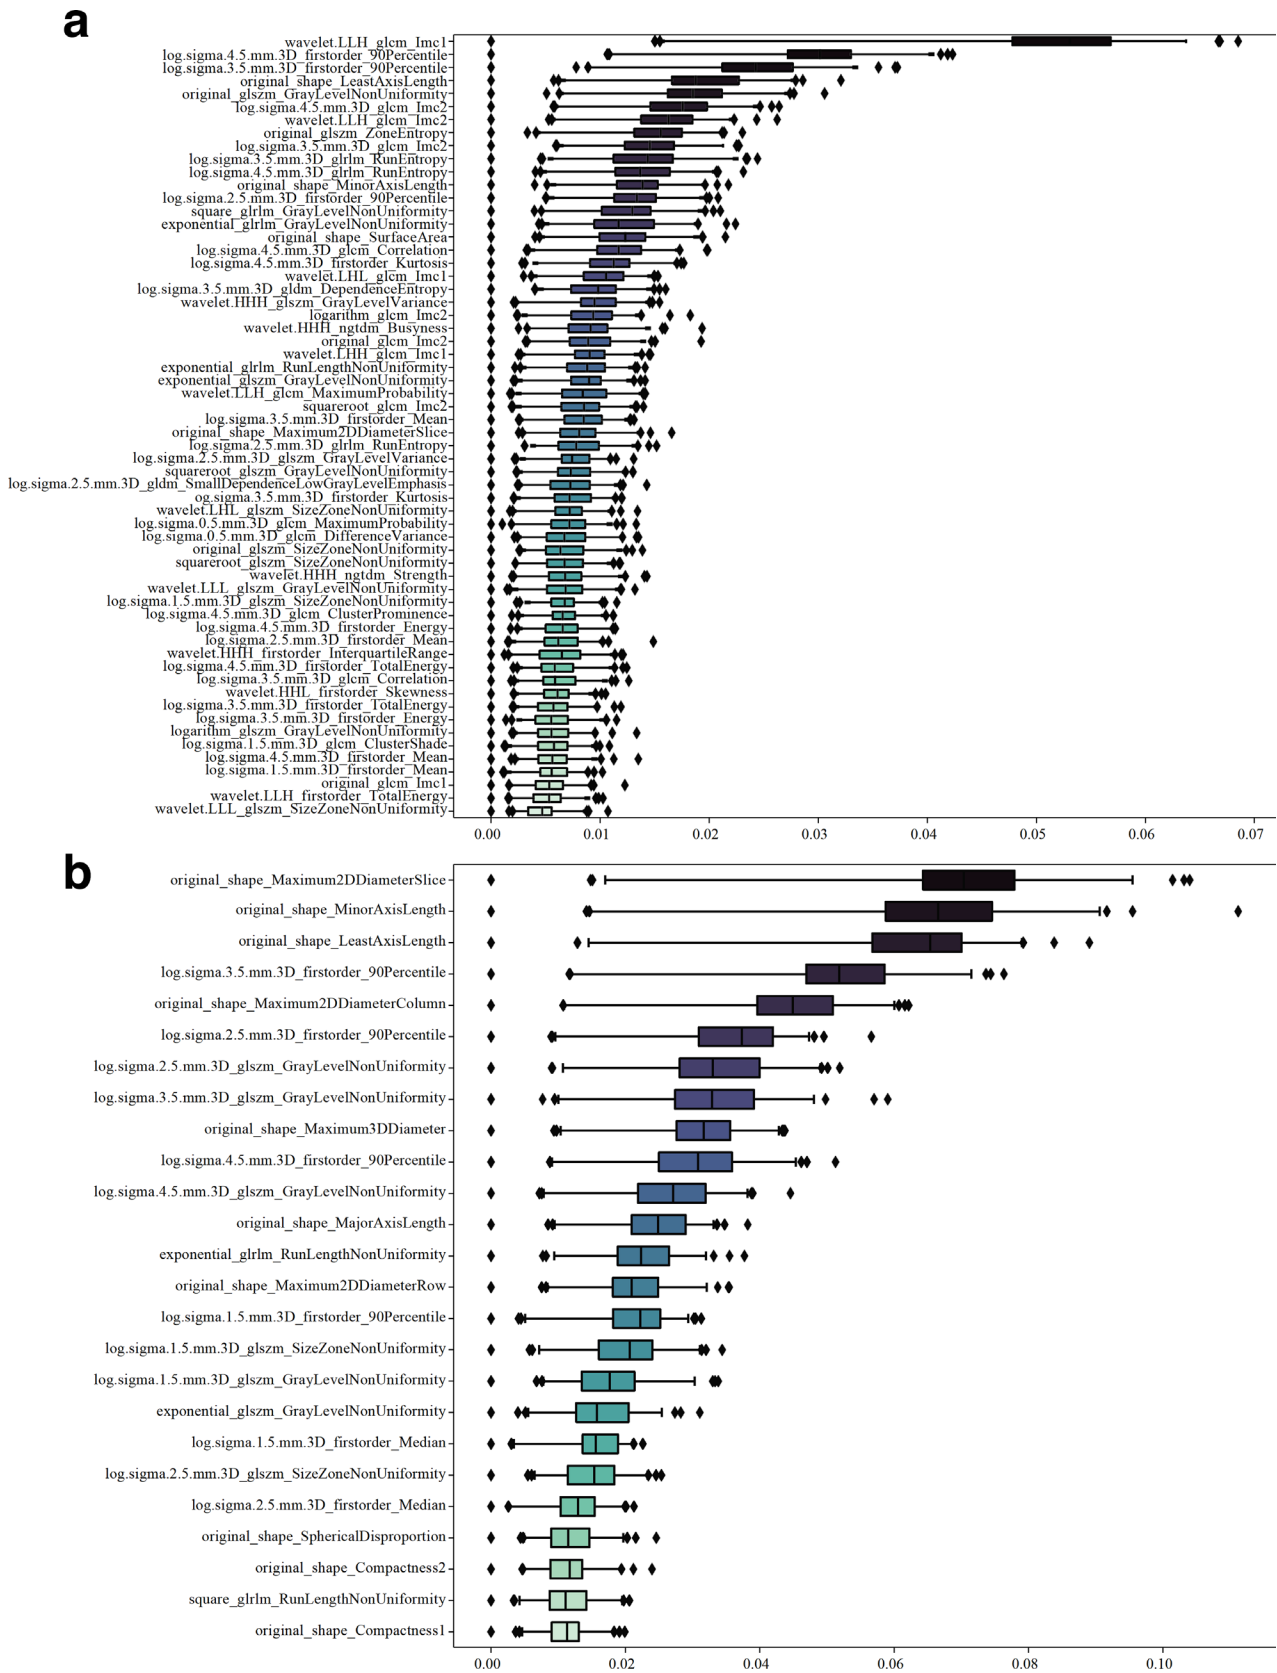 a
wavelet.LLH_glcm_Imc1
log.sigma.4.5.mm.3D_firstorder_90Percentile
log.sigma.3.5.mm.3D_firstorder_90Percentile
original_shape_LeastAxisLength
original_glszm_GrayLevelNonUniformity
log.sigma.4.5.mm.3D_glcm_Imc2
wavelet.LLH_glcm_Imc2
original_glszm_ZoneEntropy
log.sigma.3.5.mm.3D_glcm_Imc2
log.sigma.3.5.mm.3D_glrlm_RunEntropy
log.sigma.4.5.mm.3D_glrlm_RunEntropy
original_shape_MinorAxisLength
log.sigma.2.5.mm.3D_firstorder_90Percentile
square_glrlm_GrayLevelNonUniformity
exponential_glrlm_GrayLevelNonUniformity
original_shape_SurfaceArea
log.sigma.4.5.mm.3D_glcm_Correlation
log.sigma.4.5.mm.3D_firstorder_Kurtosis
wavelet.LHL_glcm_Imc1
log.sigma.3.5.mm.3D_gldm_DependenceEntropy
wavelet.HHH_glszm_GrayLevelVariance
logarithm_glcm_Imc2
wavelet.HHH_ngtdm_Busyness
original_glcm_Imc2
wavelet.LHH_glcm_Imc1
exponential_glrlm_RunLengthNonUniformity
exponential_glszm_GrayLevelNonUniformity
wavelet.LLH_glcm_MaximumProbability
squareroot_glcm_Imc2
log.sigma.3.5.mm.3D_firstorder_Mean
original_shape_Maximum2DDiameterSlice
log.sigma.2.5.mm.3D_glrlm_RunEntropy
log.sigma.2.5.mm.3D_glszm_GrayLevelVariance
squareroot_glszm_GrayLevelNonUniformity
log.sigma.2.5.mm.3D_gldm_SmallDependenceLowGrayLevelEmphasis
og.sigma.3.5.mm.3D_firstorder_Kurtosis
wavelet.LHL_glszm_SizeZoneNonUniformity
log.sigma.0.5.mm.3D_glcm_MaximumProbability
log.sigma.0.5.mm.3D_glcm_DifferenceVariance
original_glszm_SizeZoneNonUniformity
squareroot_glszm_SizeZoneNonUniformity
wavelet.HHH_ngtdm_Strength
wavelet.LLL_glszm_GrayLevelNonUniformity
log.sigma.1.5.mm.3D_glszm_SizeZoneNonUniformity
log.sigma.4.5.mm.3D_glcm_ClusterProminence
log.sigma.4.5.mm.3D_firstorder_Energy
log.sigma.2.5.mm.3D_firstorder_Mean
wavelet.HHH_firstorder_InterquartileRange
log.sigma.4.5.mm.3D_firstorder_TotalEnergy
log.sigma.3.5.mm.3D_glcm_Correlation
wavelet.HHL_firstorder_Skewness
log.sigma.3.5.mm.3D_firstorder_TotalEnergy
log.sigma.3.5.mm.3D_firstorder_Energy
logarithm_glszm_GrayLevelNonUniformity
log.sigma.1.5.mm.3D_glcm_ClusterShade
log.sigma.4.5.mm.3D_firstorder_Mean
log.sigma.1.5.mm.3D_firstorder_Mean
original_glcm_Imc1
wavelet.LLH_firstorder_TotalEnergy
wavelet.LLL_glszm_SizeZoneNonUniformity
0.00 0.01 0.02 0.03 0.04 0.05 0.06 0.07
b
original_shape_Maximum2DDiameterSlice
original_shape_MinorAxisLength
original_shape_LeastAxisLength
log.sigma.3.5.mm.3D_firstorder_90Percentile
original_shape_Maximum2DDiameterColumn
log.sigma.2.5.mm.3D_firstorder_90Percentile
log.sigma.2.5.mm.3D_glszm_GrayLevelNonUniformity
log.sigma.3.5.mm.3D_glszm_GrayLevelNonUniformity
original_shape_Maximum3DDiameter
log.sigma.4.5.mm.3D_firstorder_90Percentile
log.sigma.4.5.mm.3D_glszm_GrayLevelNonUniformity
original_shape_MajorAxisLength
exponential_glrlm_RunLengthNonUniformity
original_shape_Maximum2DDiameterRow
log.sigma.1.5.mm.3D_firstorder_90Percentile
log.sigma.1.5.mm.3D_glszm_SizeZoneNonUniformity
log.sigma.1.5.mm.3D_glszm_GrayLevelNonUniformity
exponential_glszm_GrayLevelNonUniformity
log.sigma.1.5.mm.3D_firstorder_Median
log.sigma.2.5.mm.3D_glszm_SizeZoneNonUniformity
log.sigma.2.5.mm.3D_firstorder_Median
original_shape_SphericalDisproportion
original_shape_Compactness2
square_glrlm_RunLengthNonUniformity
original_shape_Compactness1
0.00 0.02 0.04 0.06 0.08 0.10